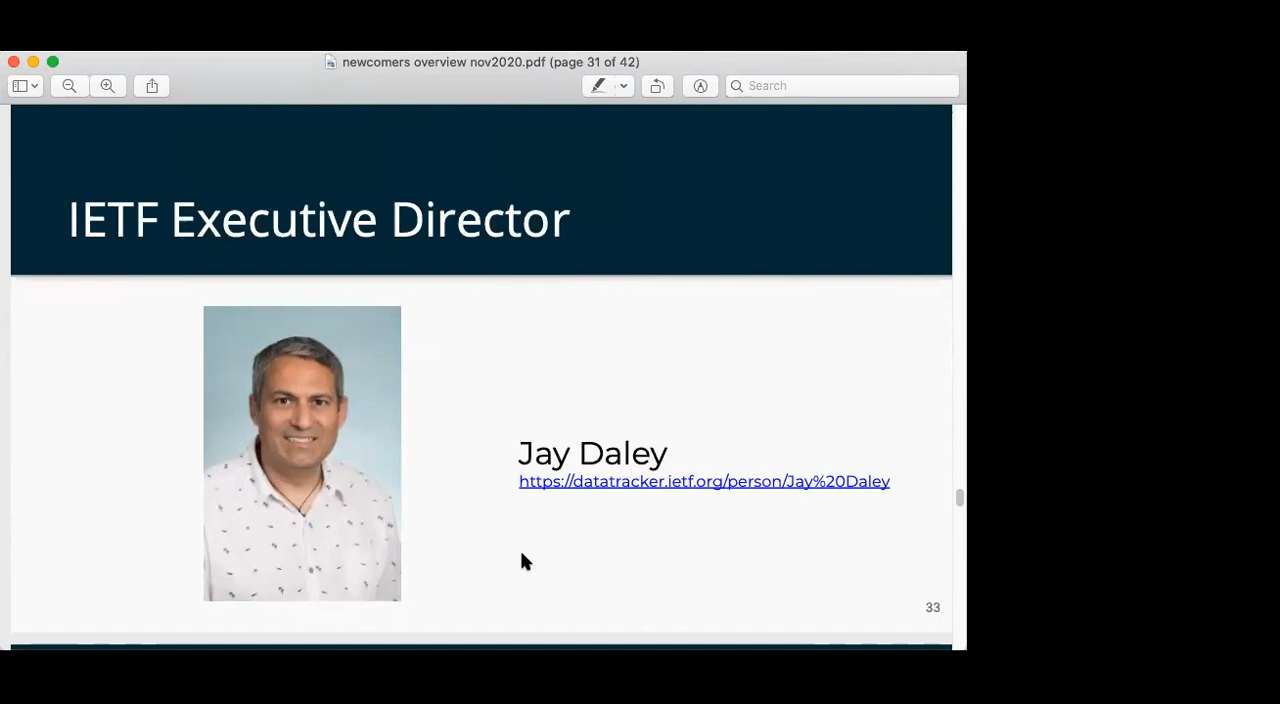 newcomers overview nov2020.pdf (page 31 of 42)
Search
IETF Executive Director
Jay Daley
https://datatracker.ietf.org/person/Jay%20Daley
33